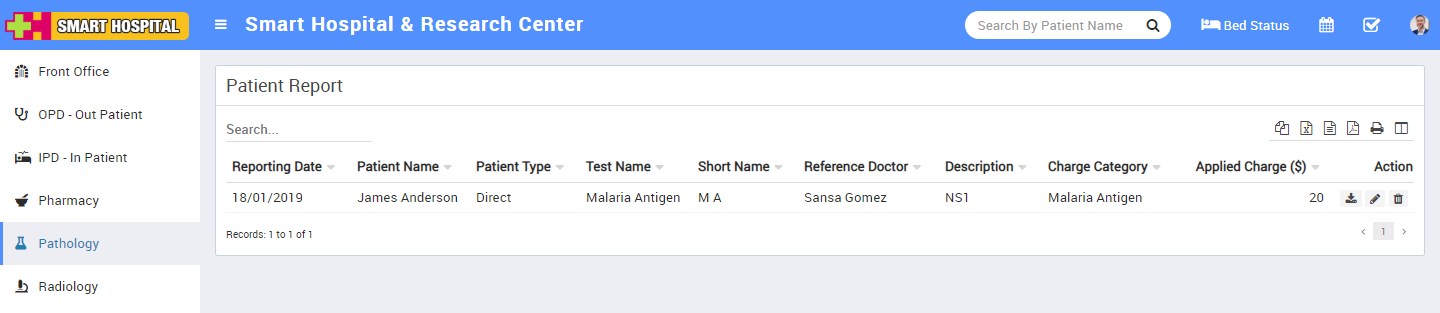 SMART HOSPITAL Smart Hospital & Research Center Search By Patient Name Bed Status
Front Office
OPD - Out Patient
IPD - In Patient
Pharmacy
Pathology
Radiology
Patient Report
Search...
Reporting Date Patient Name Patient Type Test Name Short Name Reference Doctor Description Charge Category Applied Charge ($) Action
18/01/2019 James Anderson Direct Malaria Antigen M A Sansa Gomez NS1 Malaria Antigen 20
Records: 1 to 1 of 1 1